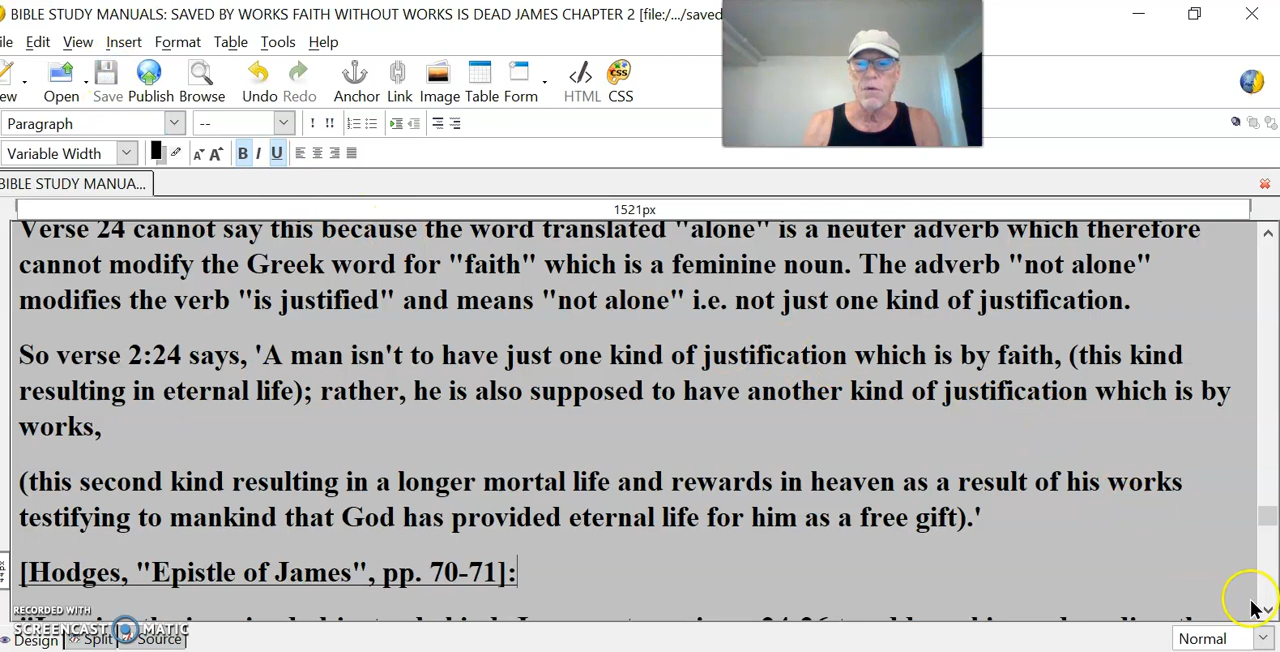 BIBLE STUDY MANUALS: SAVED BY WORKS FAITH WITHOUT WORKS IS DEAD JAMES CHAPTER 2 [file:/.../saved
ile Edit View Insert Format Table Tools Help
ew Open Save Publish Browse Undo Redo Anchor Link Image Table Form HTML CSS
Paragraph -- ! !!
Variable Width A A B I U
BIBLE STUDY MANUA...
1521px
Verse 24 cannot say this because the word translated "alone" is a neuter adverb which therefore
cannot modify the Greek word for "faith" which is a feminine noun. The adverb "not alone"
modifies the verb "is justified" and means "not alone" i.e. not just one kind of justification.
So verse 2:24 says, 'A man isn't to have just one kind of justification which is by faith, (this kind
resulting in eternal life); rather, he is also supposed to have another kind of justification which is by
works,
(this second kind resulting in a longer mortal life and rewards in heaven as a result of his works
testifying to mankind that God has provided eternal life for him as a free gift).'
[Hodges, "Epistle of James", pp. 70-71]:
RECORDED WITH
SCREENCAST MATIC
Design Split Source Normal